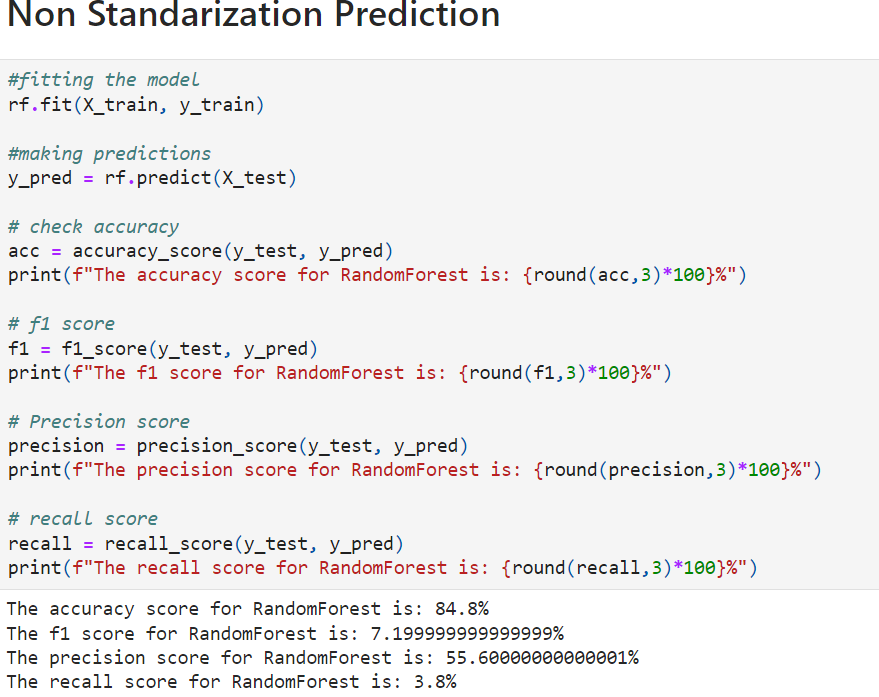 Non Standarization Prediction
#fitting the model
rf.fit(X_train, y_train)
#making predictions
y_pred = rf.predict(X_test)
# check accuracy
acc = accuracy_score(y_test, y_pred)
print(f"The accuracy score for RandomForest is: {round(acc,3)*100}%")
# f1 score
f1 = f1_score(y_test, y_pred)
print(f"The f1 score for RandomForest is: {round(f1,3)*100}%")
# Precision score
precision = precision_score(y_test, y_pred)
print(f"The precision score for RandomForest is: {round(precision,3)*100}%")
# recall score
recall = recall_score(y_test, y_pred)
print(f"The recall score for RandomForest is: {round(recall,3)*100}%")
The accuracy score for RandomForest is: 84.8%
The f1 score for RandomForest is: 7.199999999999999%
The precision score for RandomForest is: 55.60000000000001%
The recall score for RandomForest is: 3.8%